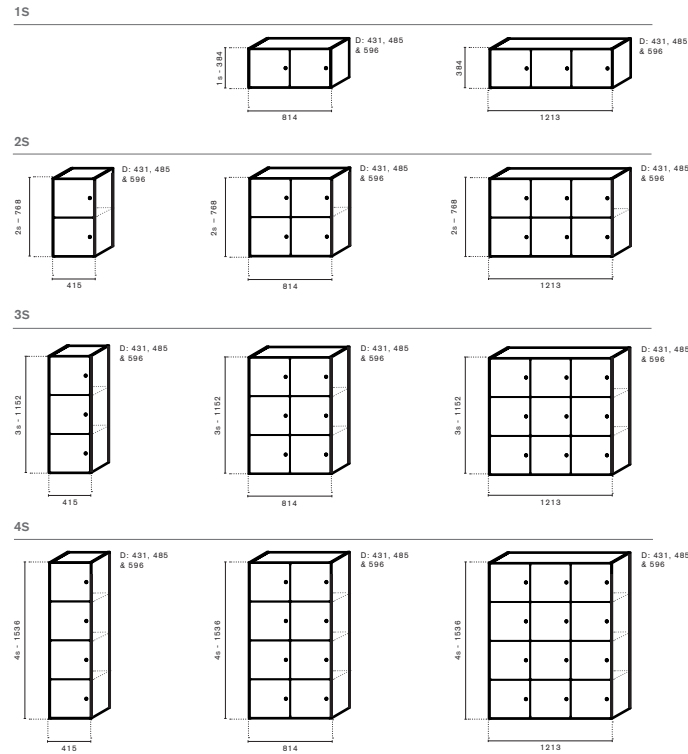 1S
1s - 384
D: 431, 485
& 596
814
384
D: 431, 485
& 596
1213
2S
2s – 768
D: 431, 485
& 596
415
2s – 768
D: 431, 485
& 596
814
2s – 768
D: 431, 485
& 596
1213
3S
3s - 1152
D: 431, 485
& 596
415
3s - 1152
D: 431, 485
& 596
814
3s - 1152
D: 431, 485
& 596
1213
4S
4s - 1536
D: 431, 485
& 596
415
4s - 1536
D: 431, 485
& 596
814
4s - 1536
D: 431, 485
& 596
1213